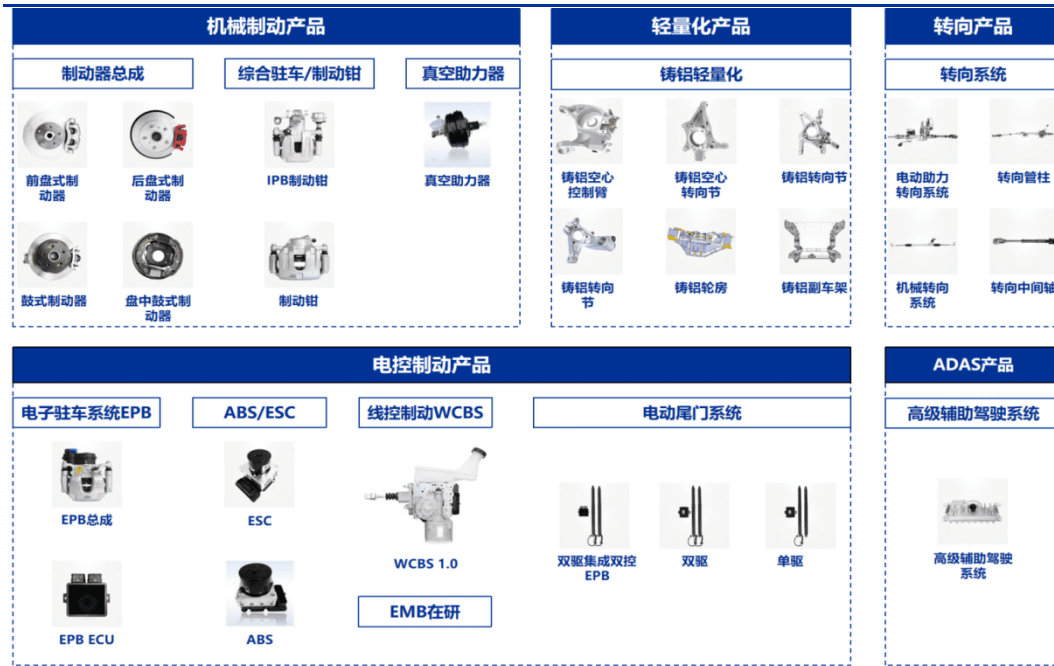 机械制动产品
制动器总成
综合驻车/制动钳
真空助力器
前盘式制
动器
后盘式制
动器
IPB制动钳
真空助力器
鼓式制动器
盘中鼓式制
动器
制动钳
轻量化产品
铸铝轻量化
铸铝空心
控制臂
铸铝空心
转向节
铸铝转向节
铸铝转向
节
铸铝轮房
铸铝副车架
转向产品
转向系统
电动助力
转向系统
转向管柱
机械转向
系统
转向中间轴
电控制动产品
电子驻车系统EPB
ABS/ESC
线控制动WCBS
电动尾门系统
EPB总成
ESC
WCBS 1.0
双驱集成双控
EPB
双驱
单驱
EPB ECU
ABS
EMB在研
ADAS产品
高级辅助驾驶系统
高级辅助驾驶
系统